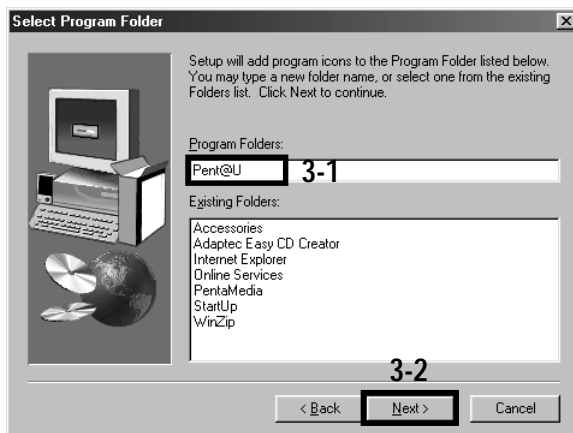 Select Program Folder
Setup will add program icons to the Program Folder listed below.
You may type a new folder name, or select one from the existing
Folders list. Click Next to continue.
Program Folders:
Pent@U 3-1
Existing Folders:
Accessories
Adaptec Easy CD Creator
Internet Explorer
Online Services
PentaMedia
StartUp
WinZip
3-2
< Back Next > Cancel